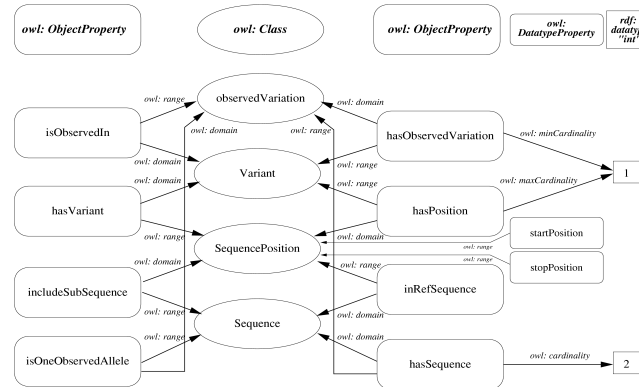 owl: ObjectProperty
owl: Class
owl: ObjectProperty
owl:
DatatypeProperty
rdf:
datatyp
"int"
observedVariation
owl: range
owl: domain
owl: domain
owl: range
isObservedIn
hasObservedVariation
owl: minCardinality
owl: domain
owl: range
Variant
1
owl: domain
owl: range
owl: maxCardinality
hasVariant
hasPosition
startPosition
owl: range
owl: domain
owl: range
SequencePosition
owl: domain
owl: range
owl: range
stopPosition
includeSubSequence
inRefSequence
owl: range
owl: domain
Sequence
owl: range
owl: domain
isOneObservedAllele
hasSequence
owl: cardinality
2